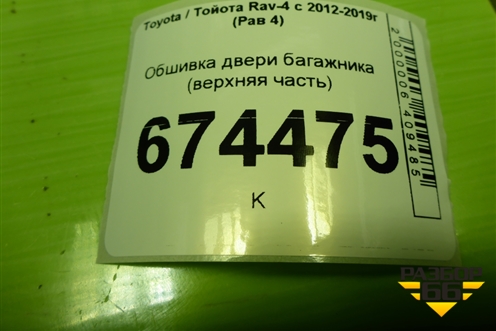 Toyota / Тойота Rav-4 с 2012-2019г
(Рав 4)
Обшивка двери багажника
(верхняя часть)
674475
К
2000006409485
РАЗБОР
66